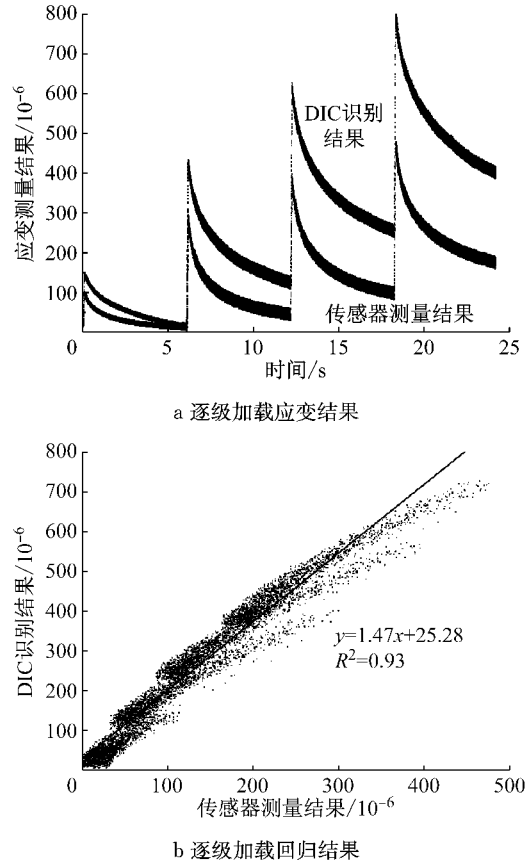 800
700
600
500
400
300
200
100
0
应变测量结果/10-6
DIC识别
结果
传感器测量结果
5
10
15
20
25
时间/s
a 逐级加载应变结果
800
700
600
500
400
300
200
100
0
DIC识别结果/10-6
y=1.47x+25.28
R2=0.93
100
200
300
400
500
传感器测量结果/10-6
b 逐级加载回归结果